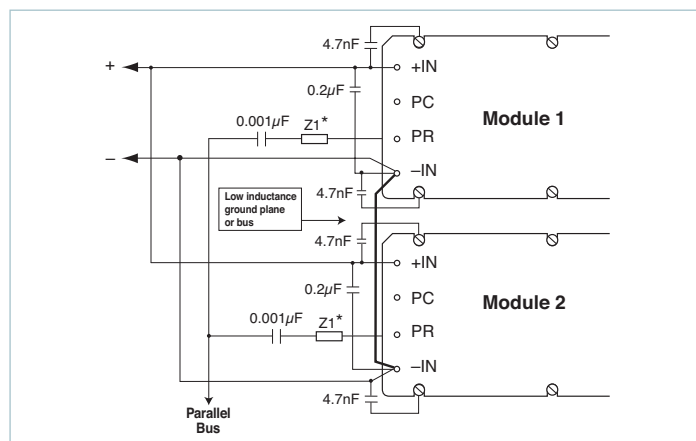 4.7nF
+
+IN
0.2µF
PC
Module 1
0.001µF
Z1*
PR
–
–IN
Low inductance
ground plane
or bus
4.7nF
4.7nF
+IN
0.2µF
PC
Module 2
0.001µF
Z1*
PR
–IN
Parallel
Bus
4.7nF